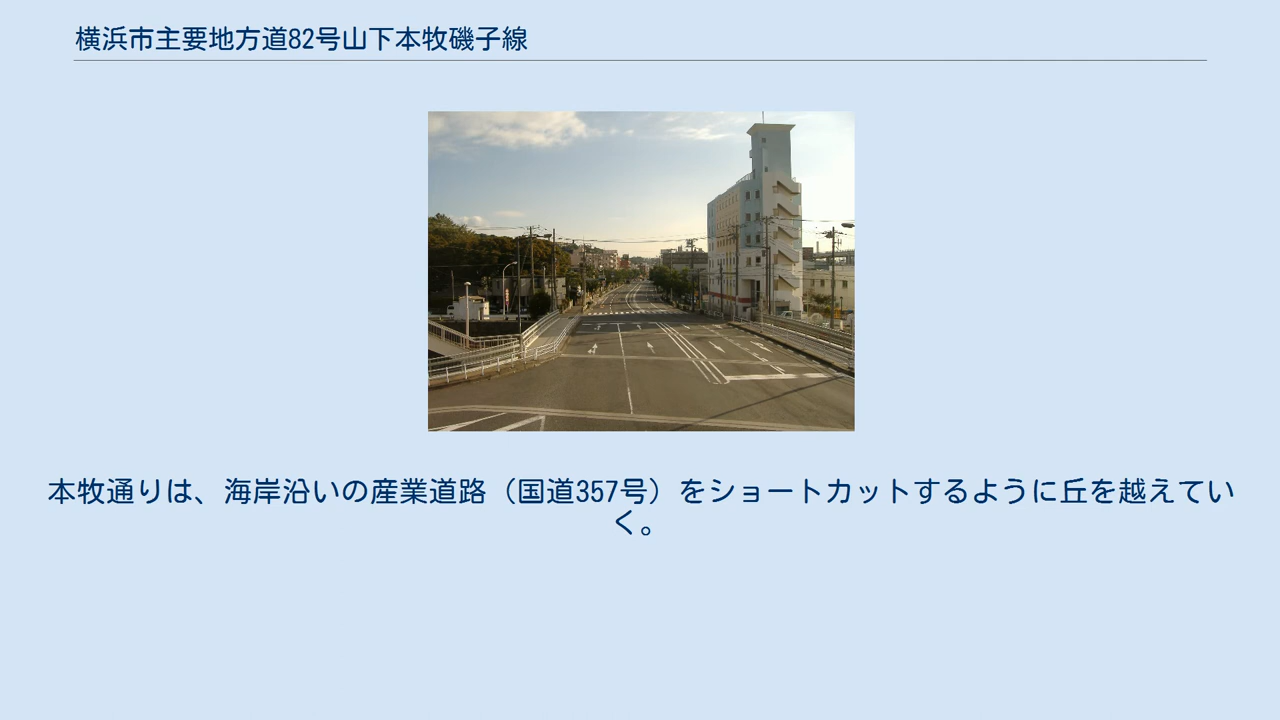 横浜市主要地方道82号山下本牧磯子線
本牧通りは、海岸沿いの産業道路（国道357号）をショートカットするように丘を越えてい
く。